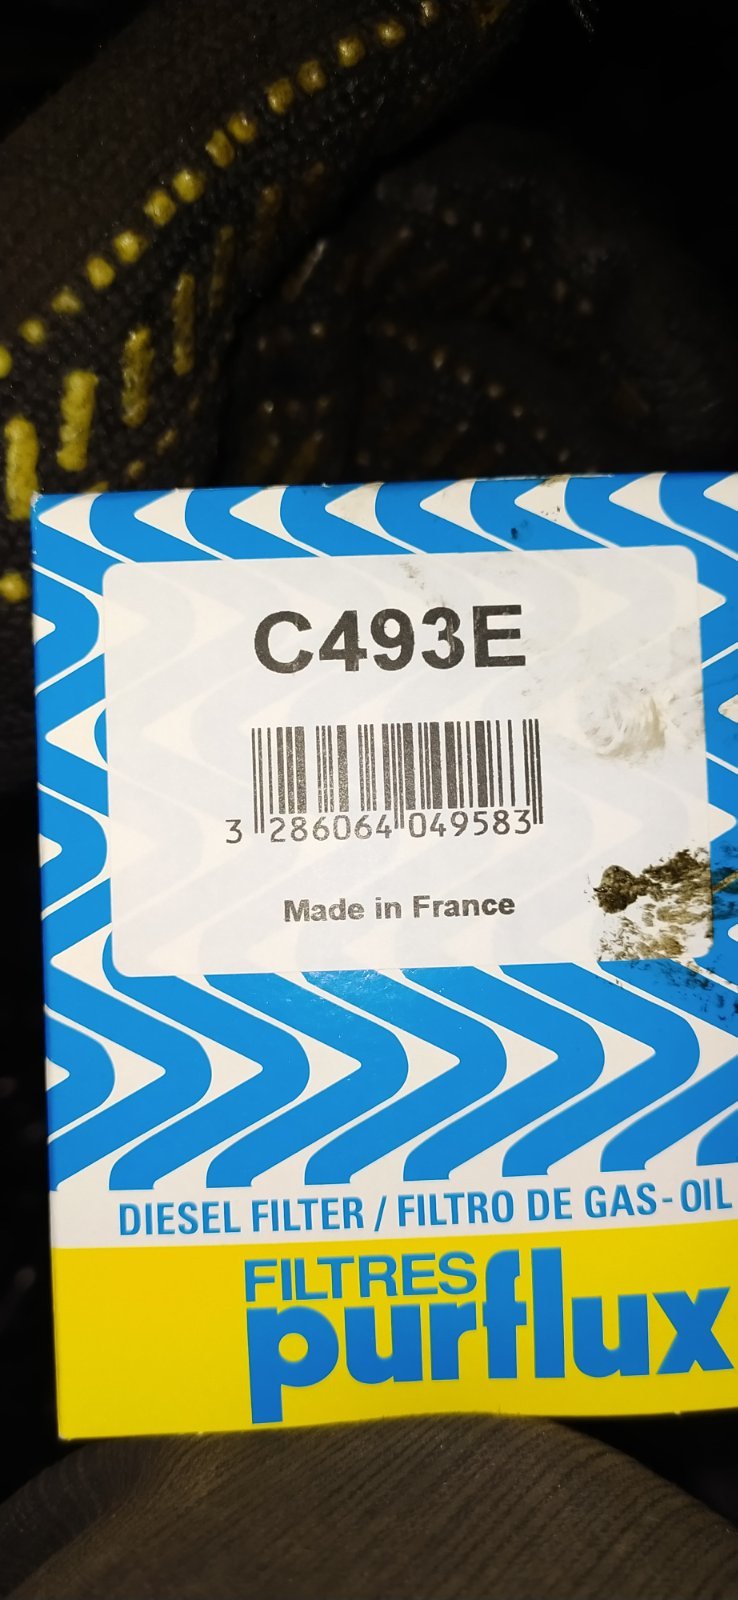 C493E
3 286064 049583
Made in France
DIESEL FILTER / FILTRO DE GAS-OIL
FILTRES
purflux